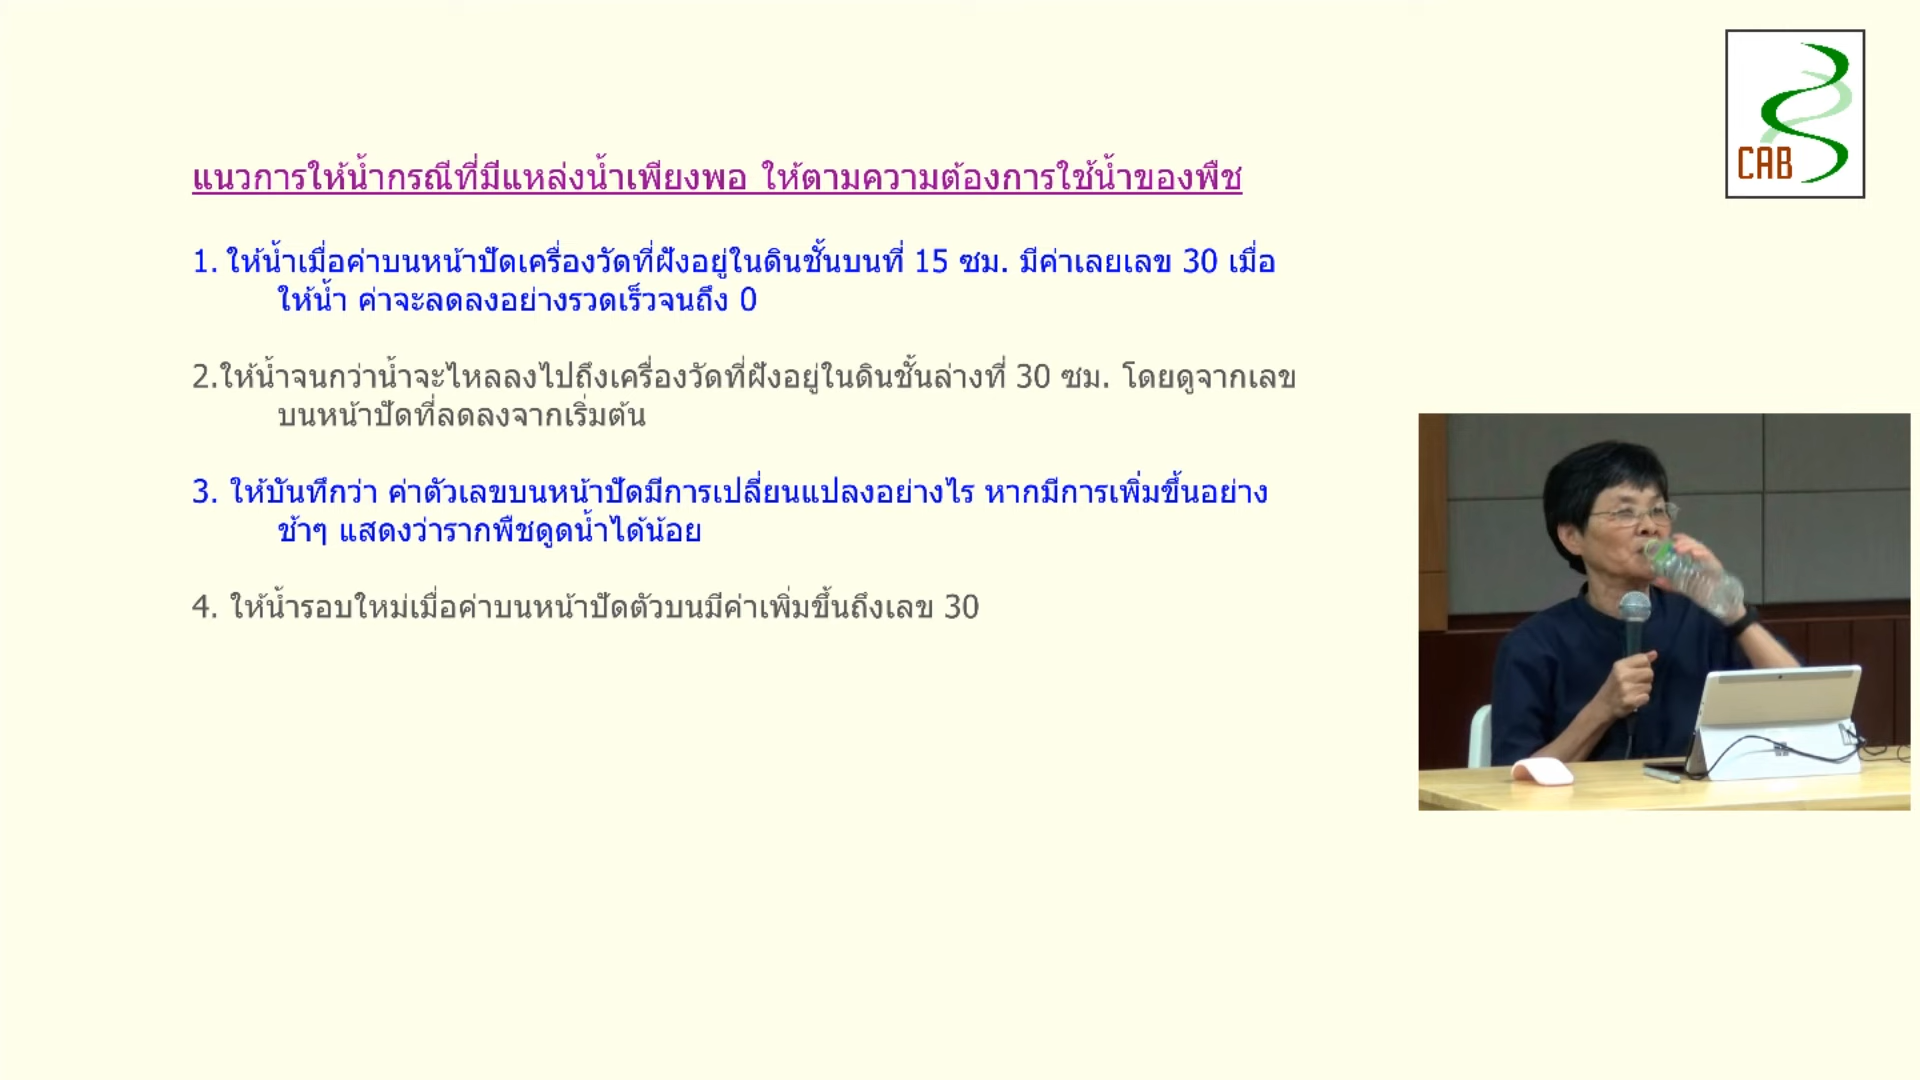 แนวการให้น้ำกรณีที่มีแหล่งน้ำเพียงพอ ให้ตามความต้องการใช้น้ำของพืช
1. ให้น้ำเมื่อค่าบนหน้าปัดเครื่องวัดที่ฝังอยู่ในดินชั้นบนที่ 15 ซม. มีค่าเลยเลข 30 เมื่อ
ให้น้ำ ค่าจะลดลงอย่างรวดเร็วจนถึง 0
2.ให้น้ำจนกว่าน้ำจะไหลลงไปถึงเครื่องวัดที่ฝังอยู่ในดินชั้นล่างที่ 30 ซม. โดยดูจากเลข
บนหน้าปัดที่ลดลงจากเริ่มต้น
3. ให้บันทึกว่า ค่าตัวเลขบนหน้าปัดมีการเปลี่ยนแปลงอย่างไร หากมีการเพิ่มขึ้นอย่าง
ช้าๆ แสดงว่ารากพืชดูดน้ำได้น้อย
4. ให้น้ำรอบใหม่เมื่อค่าบนหน้าปัดตัวบนมีค่าเพิ่มขึ้นถึงเลข 30
CAB